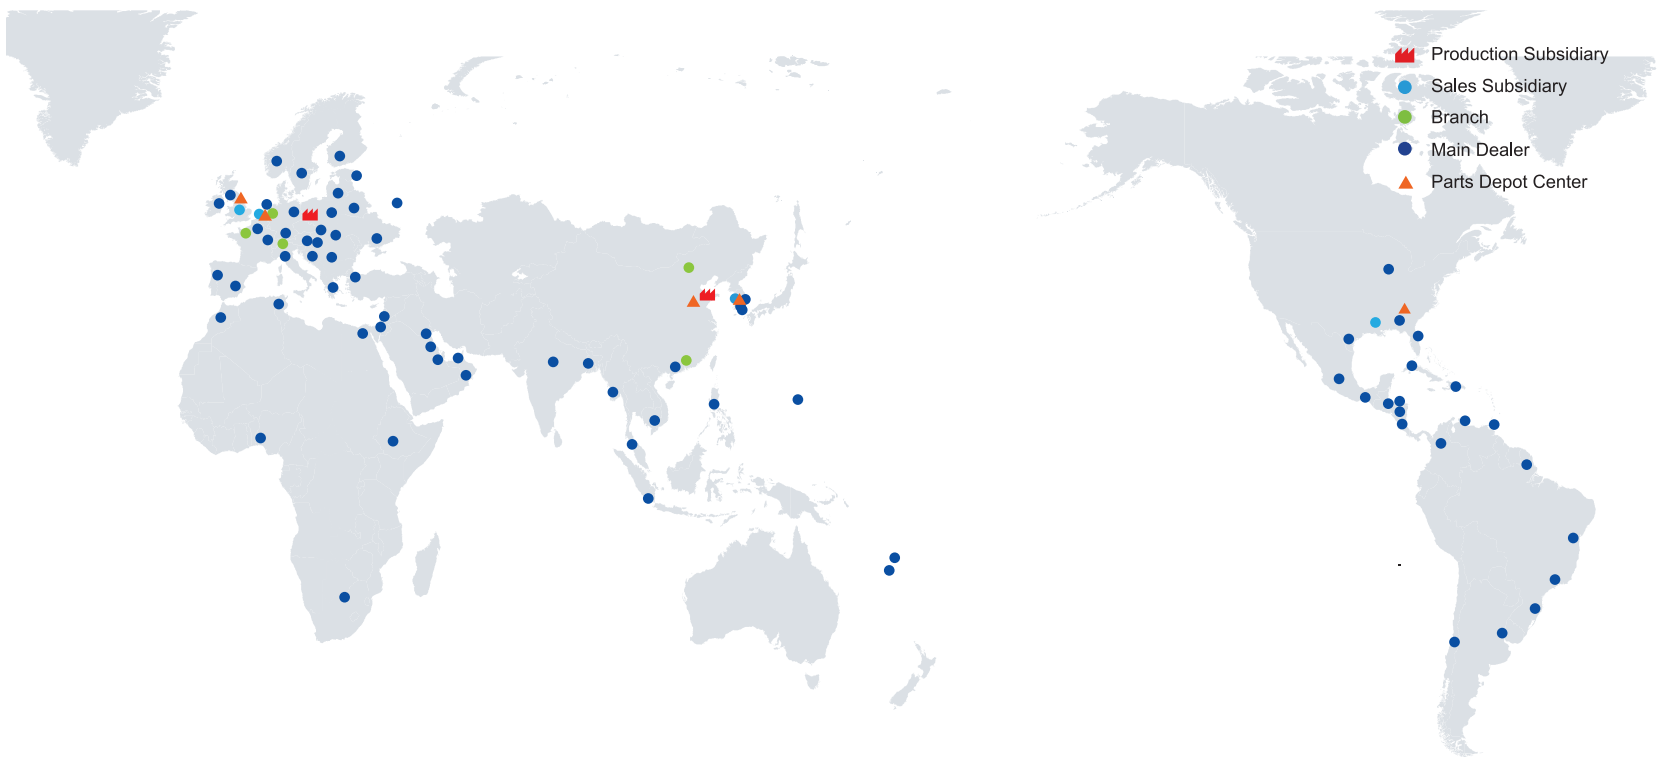 Production Subsidiary
Sales Subsidiary
Branch
Main Dealer
Parts Depot Center